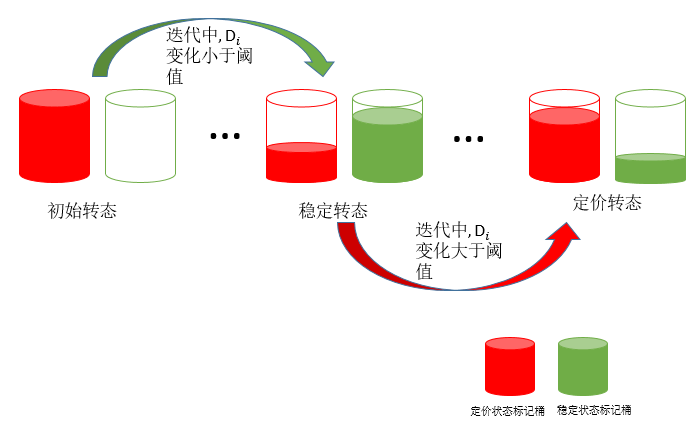 迭代中, Di
变化小于阈
值
初始转态
稳定转态
定价转态
迭代中, Di
变化大于阈
值
定价状态标记桶
稳定状态标记桶